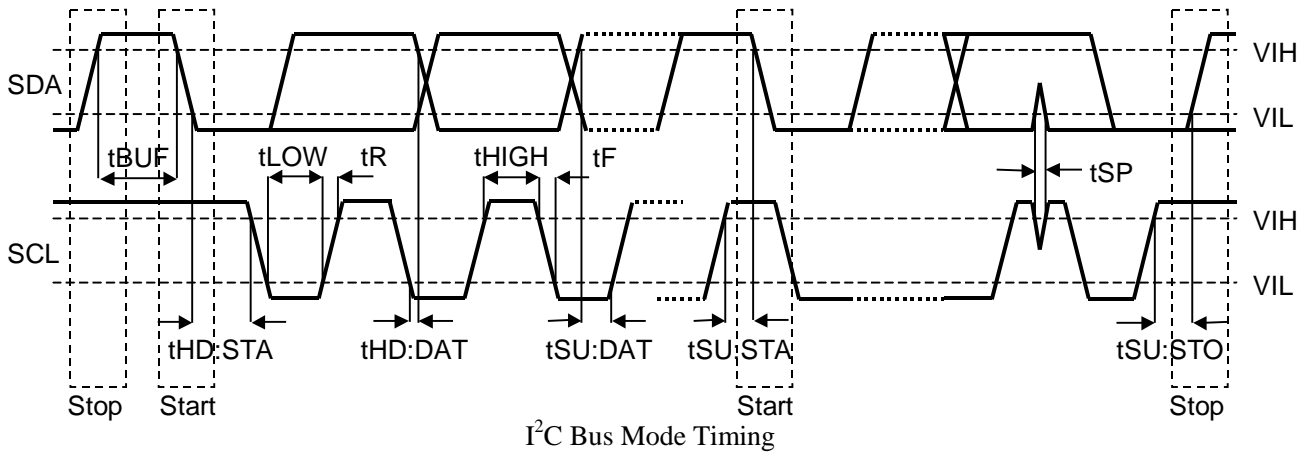 VIH
SDA
VIL
tBUF
tLOW
tR
tHIGH
tF
tSP
VIH
SCL
VIL
tHD:STA
tHD:DAT
tSU:DAT
tSU:STA
tSU:STO
Stop
Start
Start
Stop
I²C Bus Mode Timing